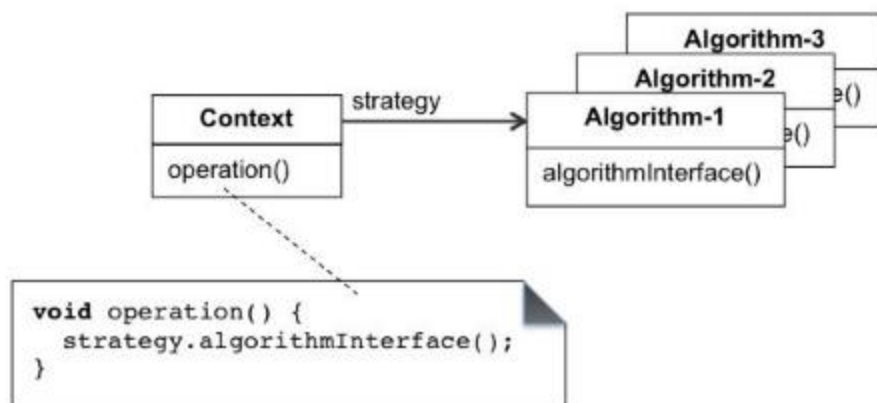 Algorithm-3
e()
Algorithm-2
e()
strategy
Context
Algorithm-1
operation()
algorithmInterface()
void operation() {
strategy.algorithmInterface();
}